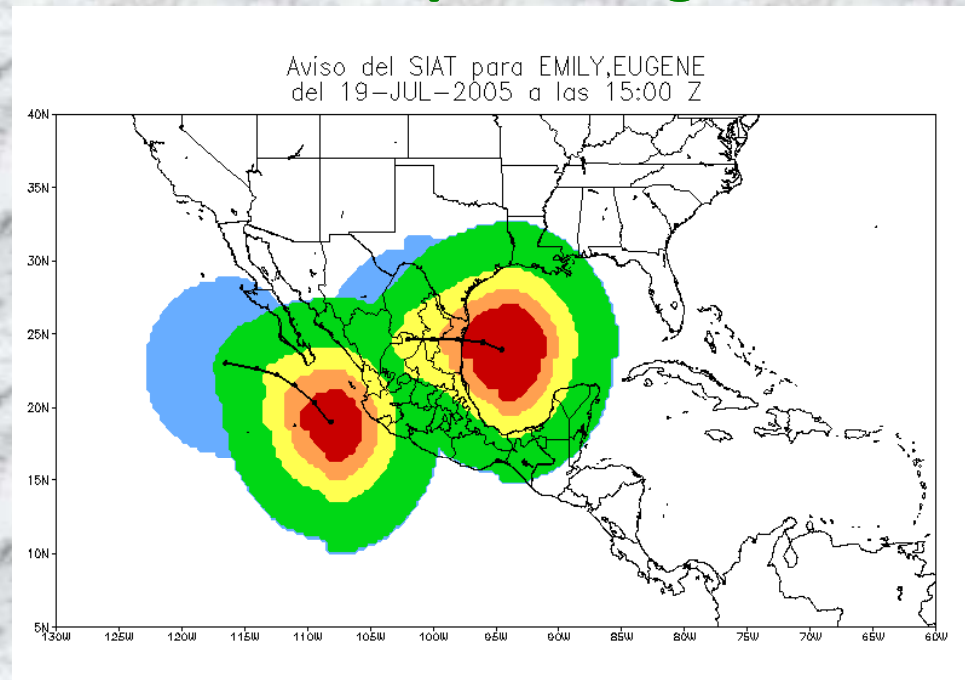 Aviso del SIAT para EMILY,EUGENE
del 19-JUL-2005 a las 15:00 Z
40N
35N
30N
25N
20N
15N
10N
5N
130W 125W 120W 115W 110W 105W 100W 95W 90W 85W 80W 75W 70W 65W 60W